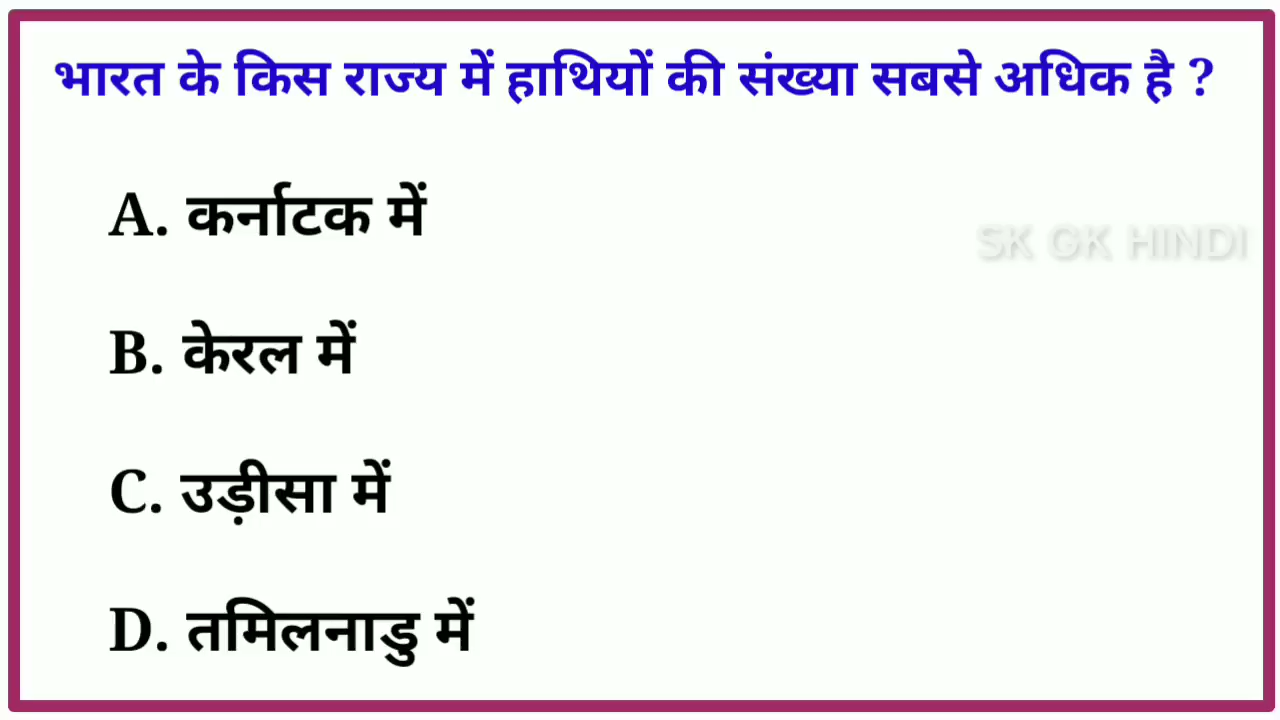 भारत के किस राज्य में हाथियों की संख्या सबसे अधिक है ?
A. कर्नाटक में
SK GK HINDI
B. केरल में
C. उड़ीसा में
D. तमिलनाडु में